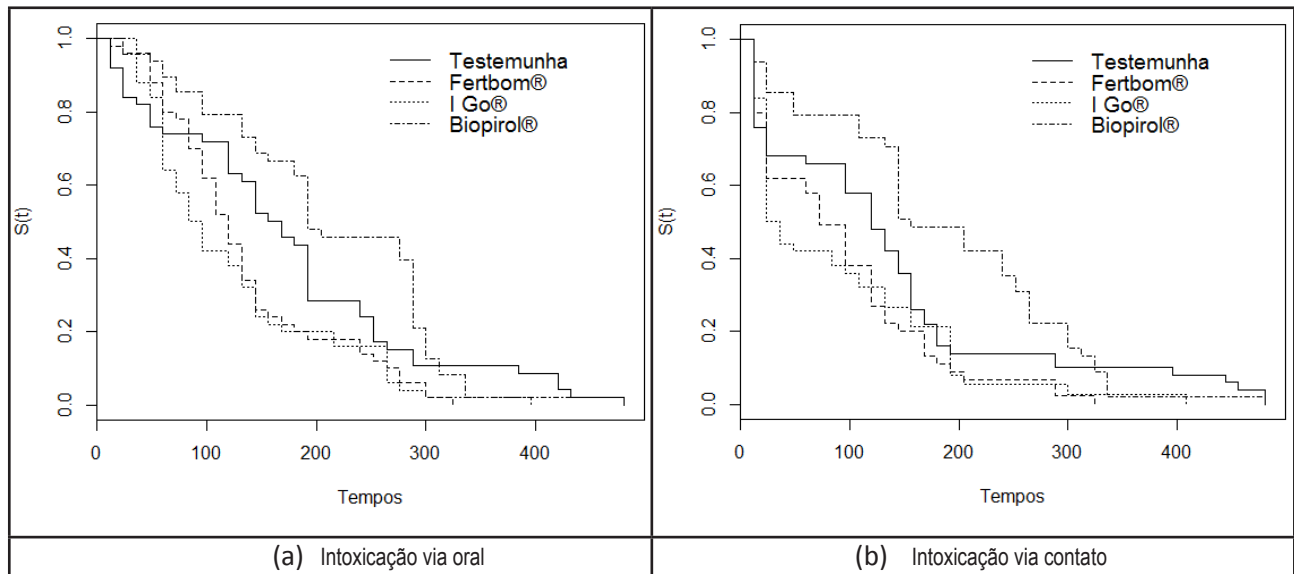 1.0
0.8
0.6
0.4
0.2
0.0
S(t)
Testemunha
Fertbom®
I Go®
Biopirol®
0 100 200 300 400
Tempos
1.0
0.8
0.6
0.4
0.2
0.0
S(t)
Testemunha
Fertbom®
I Go®
Biopirol®
0 100 200 300 400
Tempos
(a) Intoxicação via oral
(b) Intoxicação via contato